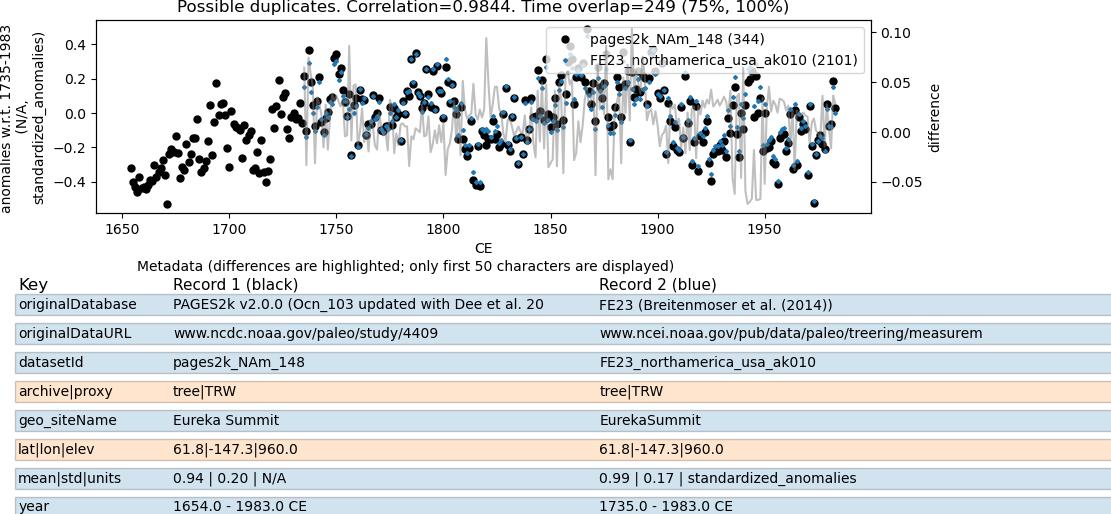 Possible duplicates. Correlation=0.9844. Time overlap=249 (75%, 100%)
anomalies w.r.t. 1735-1983
(N/A,
standardized_anomalies)
0.4
0.2
0.0
−0.2
−0.4
pages2k_NAm_148 (344)
FE23_northamerica_usa_ak010 (2101)
0.10
0.05
0.00
−0.05
difference
1650 1700 1750 1800 1850 1900 1950
CE
Metadata (differences are highlighted; only first 50 characters are displayed)
Key Record 1 (black) Record 2 (blue)
originalDatabase PAGES2k v2.0.0 (Ocn_103 updated with Dee et al. 20 FE23 (Breitenmoser et al. (2014))
originalDataURL www.ncdc.noaa.gov/paleo/study/4409 www.ncei.noaa.gov/pub/data/paleo/treering/measurem
datasetId pages2k_NAm_148 FE23_northamerica_usa_ak010
archive|proxy tree|TRW tree|TRW
geo_siteName Eureka Summit EurekaSummit
lat|lon|elev 61.8|-147.3|960.0 61.8|-147.3|960.0
mean|std|units 0.94 | 0.20 | N/A 0.99 | 0.17 | standardized_anomalies
year 1654.0 - 1983.0 CE 1735.0 - 1983.0 CE